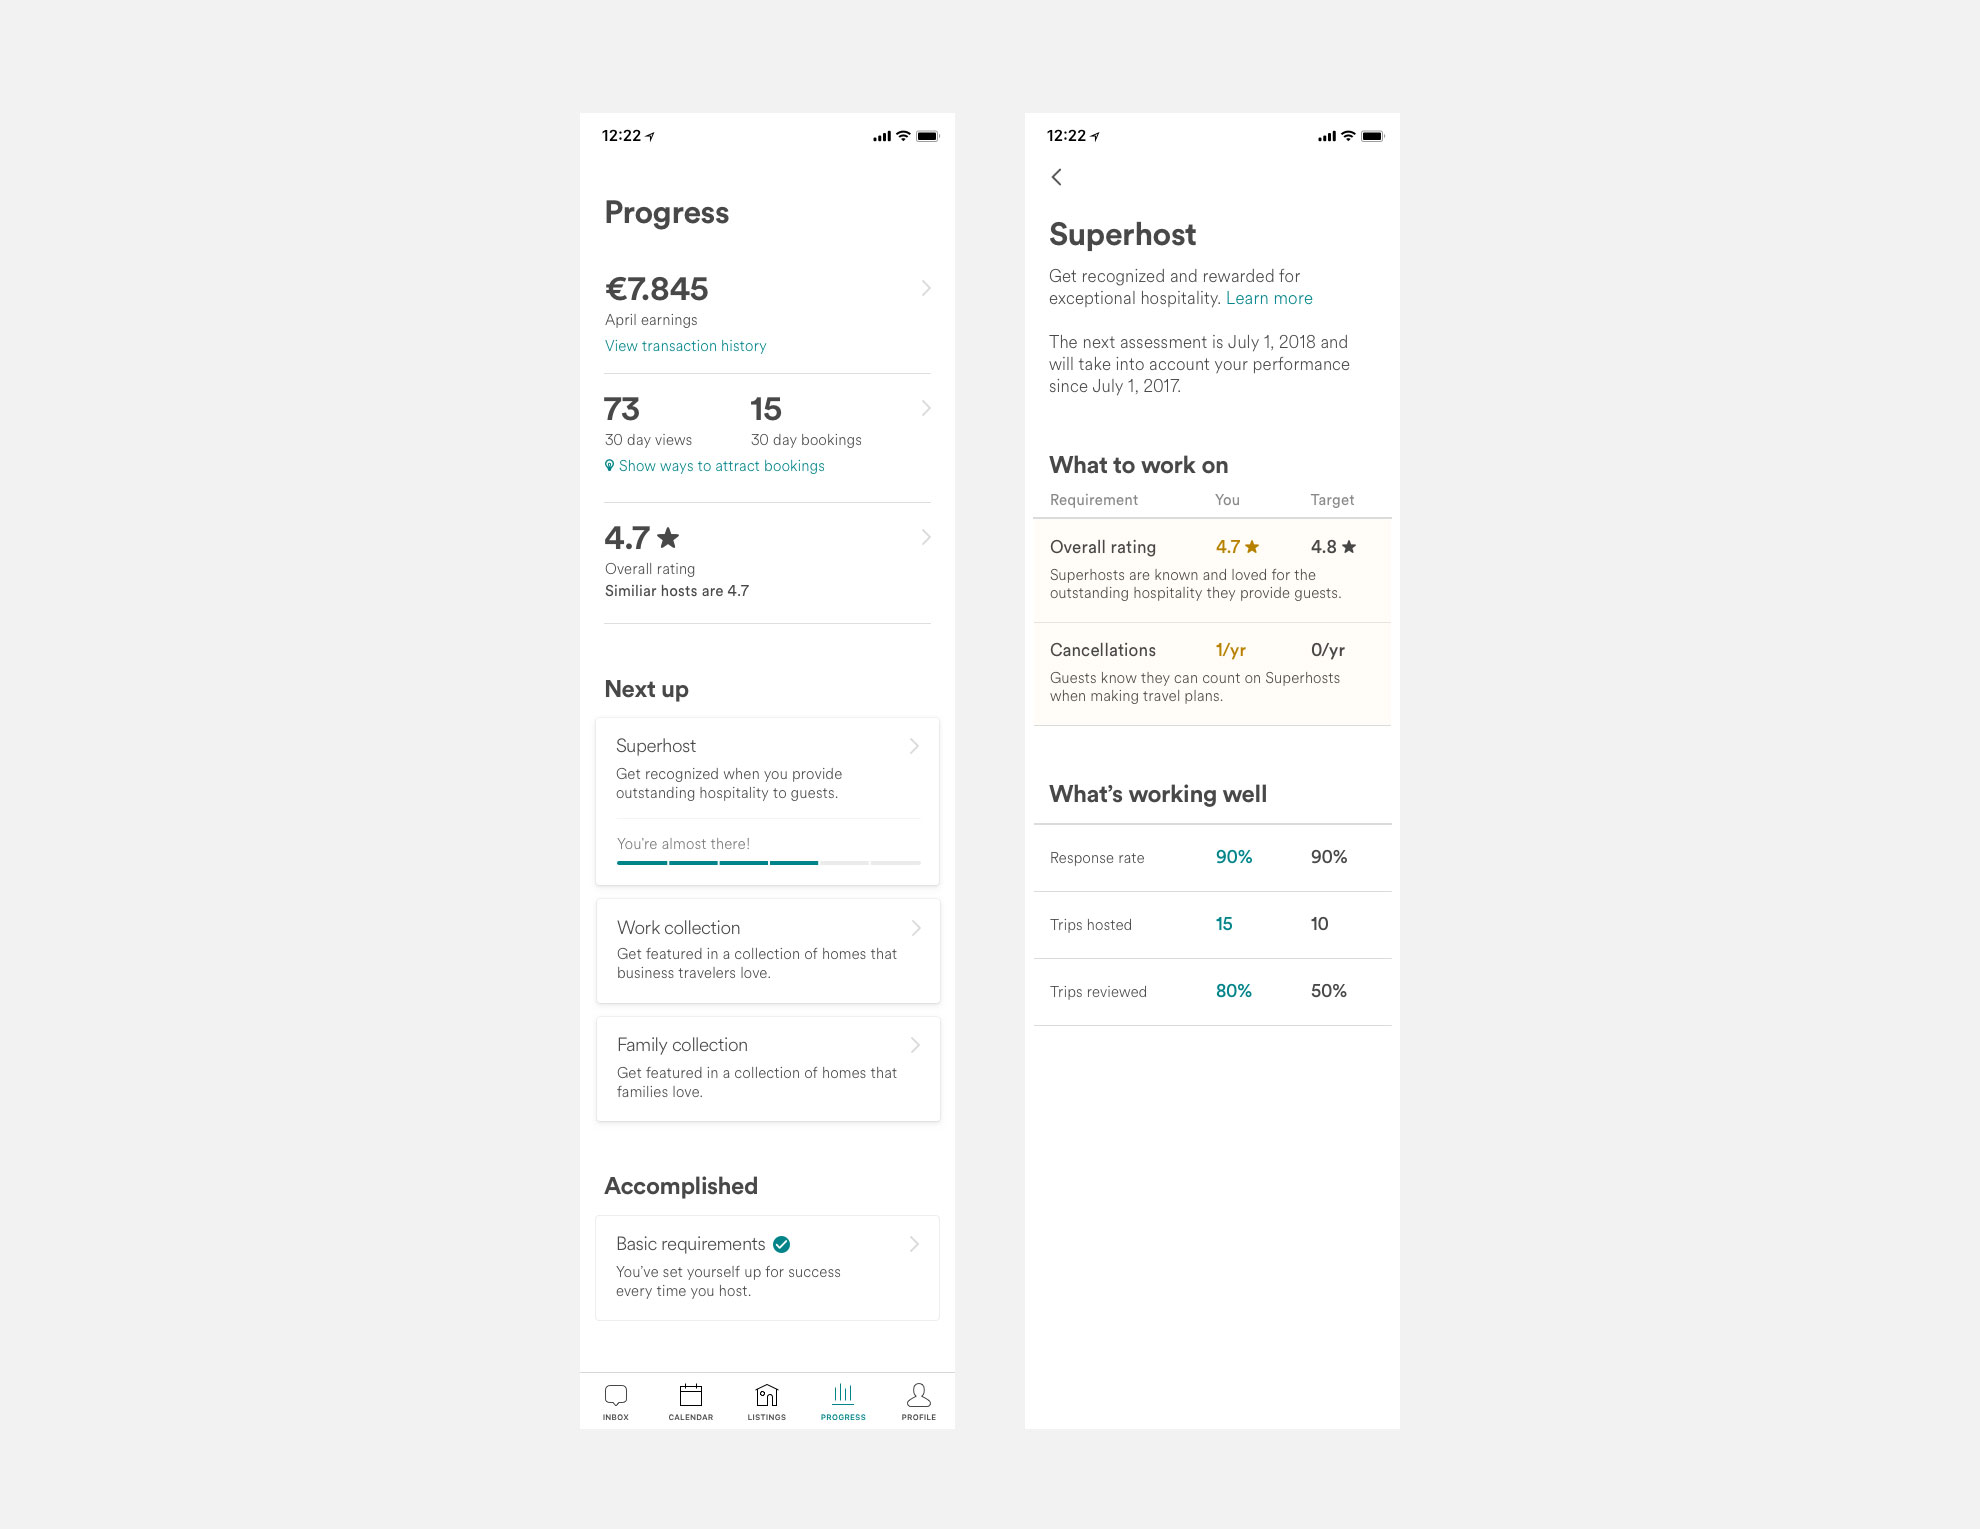 12:22
Progress
€7.845
April earnings
View transaction history
73 15
30 day views 30 day bookings
Show ways to attract bookings
4.7 ★
Overall rating
Similiar hosts are 4.7
Next up
Superhost
Get recognized when you provide
outstanding hospitality to guests.
You're almost there!
Work collection
Get featured in a collection of homes that
business travelers love.
Family collection
Get featured in a collection of homes that
families love.
Accomplished
Basic requirements
You've set yourself up for success
every time you host.
INBOX CALENDAR LISTINGS PROGRESS PROFILE
12:22
Superhost
Get recognized and rewarded for
exceptional hospitality. Learn more
The next assessment is July 1, 2018 and
will take into account your performance
since July 1, 2017.
What to work on
Requirement You Target
Overall rating 4.7 ★ 4.8 ★
Superhosts are known and loved for the
outstanding hospitality they provide guests.
Cancellations 1/yr 0/yr
Guests know they can count on Superhosts
when making travel plans.
What's working well
Response rate 90% 90%
Trips hosted 15 10
Trips reviewed 80% 50%